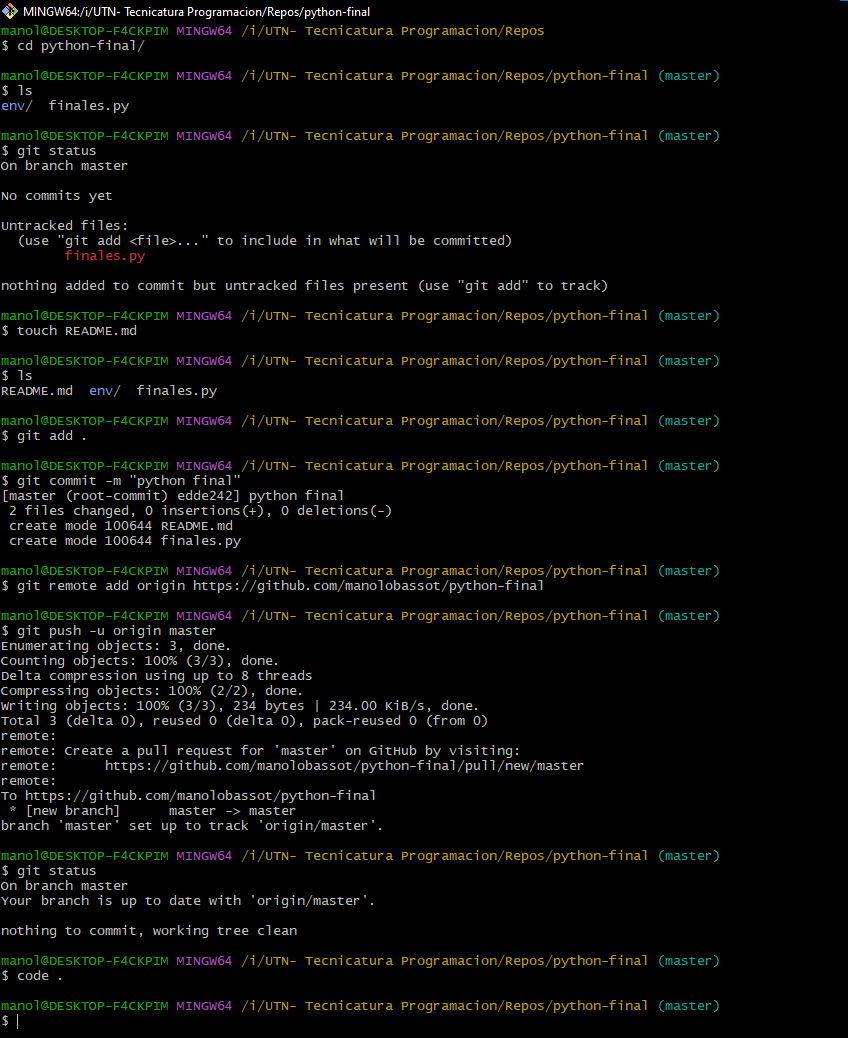 MINGW64:/i/UTN- Tecnicatura Programacion/Repos/python-final
manol@DESKTOP-F4CKPIM MINGW64 /i/UTN- Tecnicatura Programacion/Repos
$ cd python-final/
manol@DESKTOP-F4CKPIM MINGW64 /i/UTN- Tecnicatura Programacion/Repos/python-final (master)
$ ls
env/  finales.py
manol@DESKTOP-F4CKPIM MINGW64 /i/UTN- Tecnicatura Programacion/Repos/python-final (master)
$ git status
On branch master
No commits yet
Untracked files:
  (use "git add <file>..." to include in what will be committed)
        finales.py
nothing added to commit but untracked files present (use "git add" to track)
manol@DESKTOP-F4CKPIM MINGW64 /i/UTN- Tecnicatura Programacion/Repos/python-final (master)
$ touch README.md
manol@DESKTOP-F4CKPIM MINGW64 /i/UTN- Tecnicatura Programacion/Repos/python-final (master)
$ ls
README.md  env/  finales.py
manol@DESKTOP-F4CKPIM MINGW64 /i/UTN- Tecnicatura Programacion/Repos/python-final (master)
$ git add .
manol@DESKTOP-F4CKPIM MINGW64 /i/UTN- Tecnicatura Programacion/Repos/python-final (master)
$ git commit -m "python final"
[master (root-commit) edde242] python final
 2 files changed, 0 insertions(+), 0 deletions(-)
 create mode 100644 README.md
 create mode 100644 finales.py
manol@DESKTOP-F4CKPIM MINGW64 /i/UTN- Tecnicatura Programacion/Repos/python-final (master)
$ git remote add origin https://github.com/manolobassot/python-final
manol@DESKTOP-F4CKPIM MINGW64 /i/UTN- Tecnicatura Programacion/Repos/python-final (master)
$ git push -u origin master
Enumerating objects: 3, done.
Counting objects: 100% (3/3), done.
Delta compression using up to 8 threads
Compressing objects: 100% (2/2), done.
Writing objects: 100% (3/3), 234 bytes | 234.00 KiB/s, done.
Total 3 (delta 0), reused 0 (delta 0), pack-reused 0 (from 0)
remote:
remote: Create a pull request for 'master' on GitHub by visiting:
remote:      https://github.com/manolobassot/python-final/pull/new/master
remote:
To https://github.com/manolobassot/python-final
 * [new branch]      master -> master
branch 'master' set up to track 'origin/master'.
manol@DESKTOP-F4CKPIM MINGW64 /i/UTN- Tecnicatura Programacion/Repos/python-final (master)
$ git status
On branch master
Your branch is up to date with 'origin/master'.
nothing to commit, working tree clean
manol@DESKTOP-F4CKPIM MINGW64 /i/UTN- Tecnicatura Programacion/Repos/python-final (master)
$ code .
manol@DESKTOP-F4CKPIM MINGW64 /i/UTN- Tecnicatura Programacion/Repos/python-final (master)
$